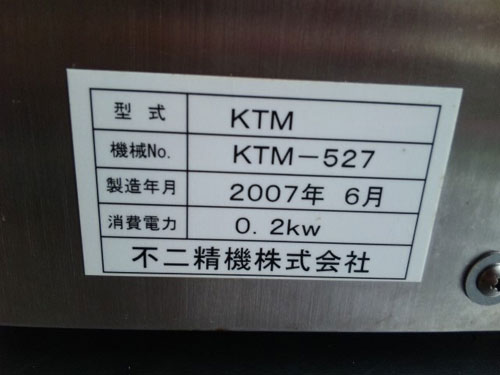 型式 KTM
機械No. KTM-527
製造年月 2007年 6月
消費電力 0.2kw
不二精機株式会社